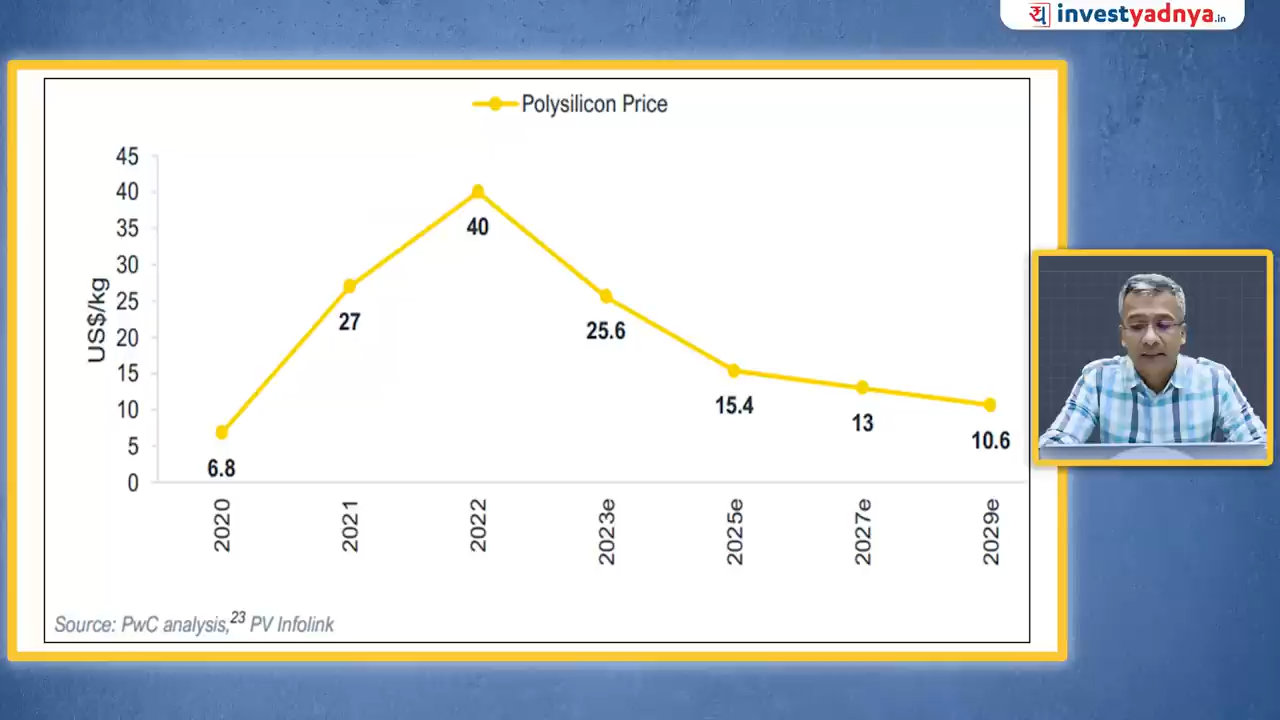 यinvestyadnya.in
Polysilicon Price
US$/kg
45
40
35
30
25
20
15
10
5
0
6.8
27
40
25.6
15.4
13
10.6
2020
2021
2022
2023e
2025e
2027e
2029e
Source: PwC analysis,23 PV Infolink